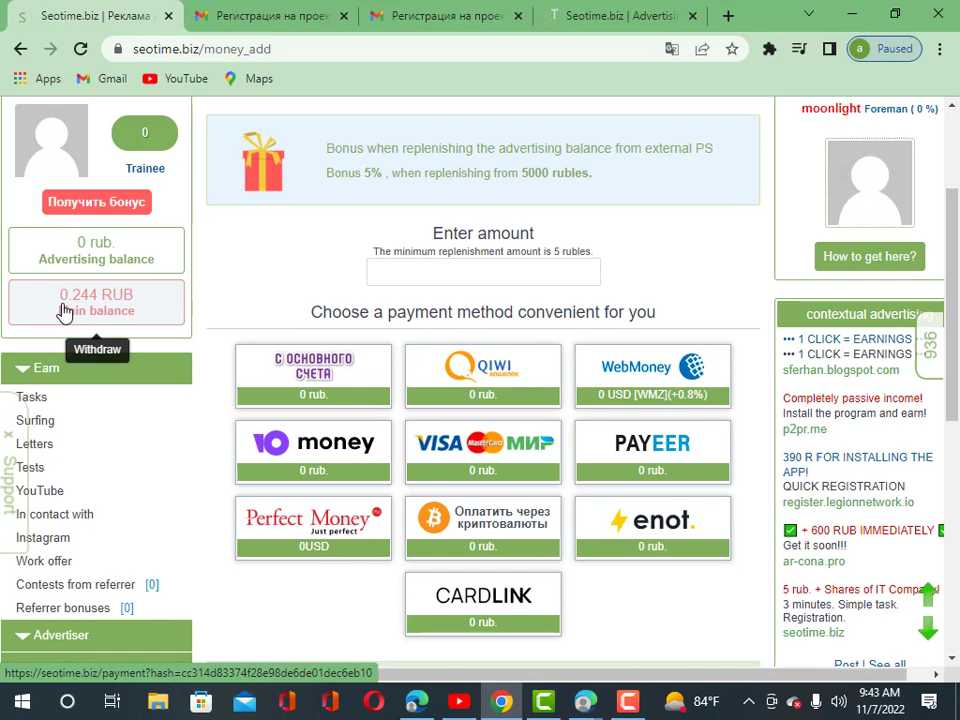 Seotime.biz | Реклама
Регистрация на прое
Регистрация на прое
Seotime.biz | Advertisi
seotime.biz/money_add
Paused
Apps
Gmail
YouTube
Maps
0
Trainee
Получить бонус
0 rub.
Advertising balance
0.244 RUB
in balance
Withdraw
Earn
Tasks
Surfing
Letters
Tests
YouTube
In contact with
Instagram
Work offer
Contests from referrer [0]
Referrer bonuses [0]
Advertiser
x Support
Bonus when replenishing the advertising balance from external PS
Bonus 5% , when replenishing from 5000 rubles.
Enter amount
The minimum replenishment amount is 5 rubles.
Choose a payment method convenient for you
С ОСНОВНОГО СЧЕТА
0 rub.
QIWI КОШЕЛЕК
0 rub.
WebMoney
0 USD [WMZ](+0.8%)
Ю money
0 rub.
VISA MasterCard МИР
0 rub.
PAYEER
0 rub.
Perfect Money
Just perfect
0USD
Оплатить через
криптовалюты
0 rub.
enot.
0 rub.
CARDLINK
0 rub.
moonlight Foreman ( 0 %)
How to get here?
contextual advertising
••• 1 CLICK = EARNINGS
••• 1 CLICK = EARNINGS
sferhan.blogspot.com
936
Completely passive income!
Install the program and earn!
p2pr.me
390 R FOR INSTALLING THE
APP!
QUICK REGISTRATION
register.legionnetwork.io
+ 600 RUB IMMEDIATELY
Get it soon!!!
ar-cona.pro
5 rub. + Shares of IT Company!
3 minutes. Simple task.
Registration.
seotime.biz
Post | See all
https://seotime.biz/payment?hash=cc314d83374f28e98de6de01dec6eb10
84°F
9:43 AM
11/7/2022